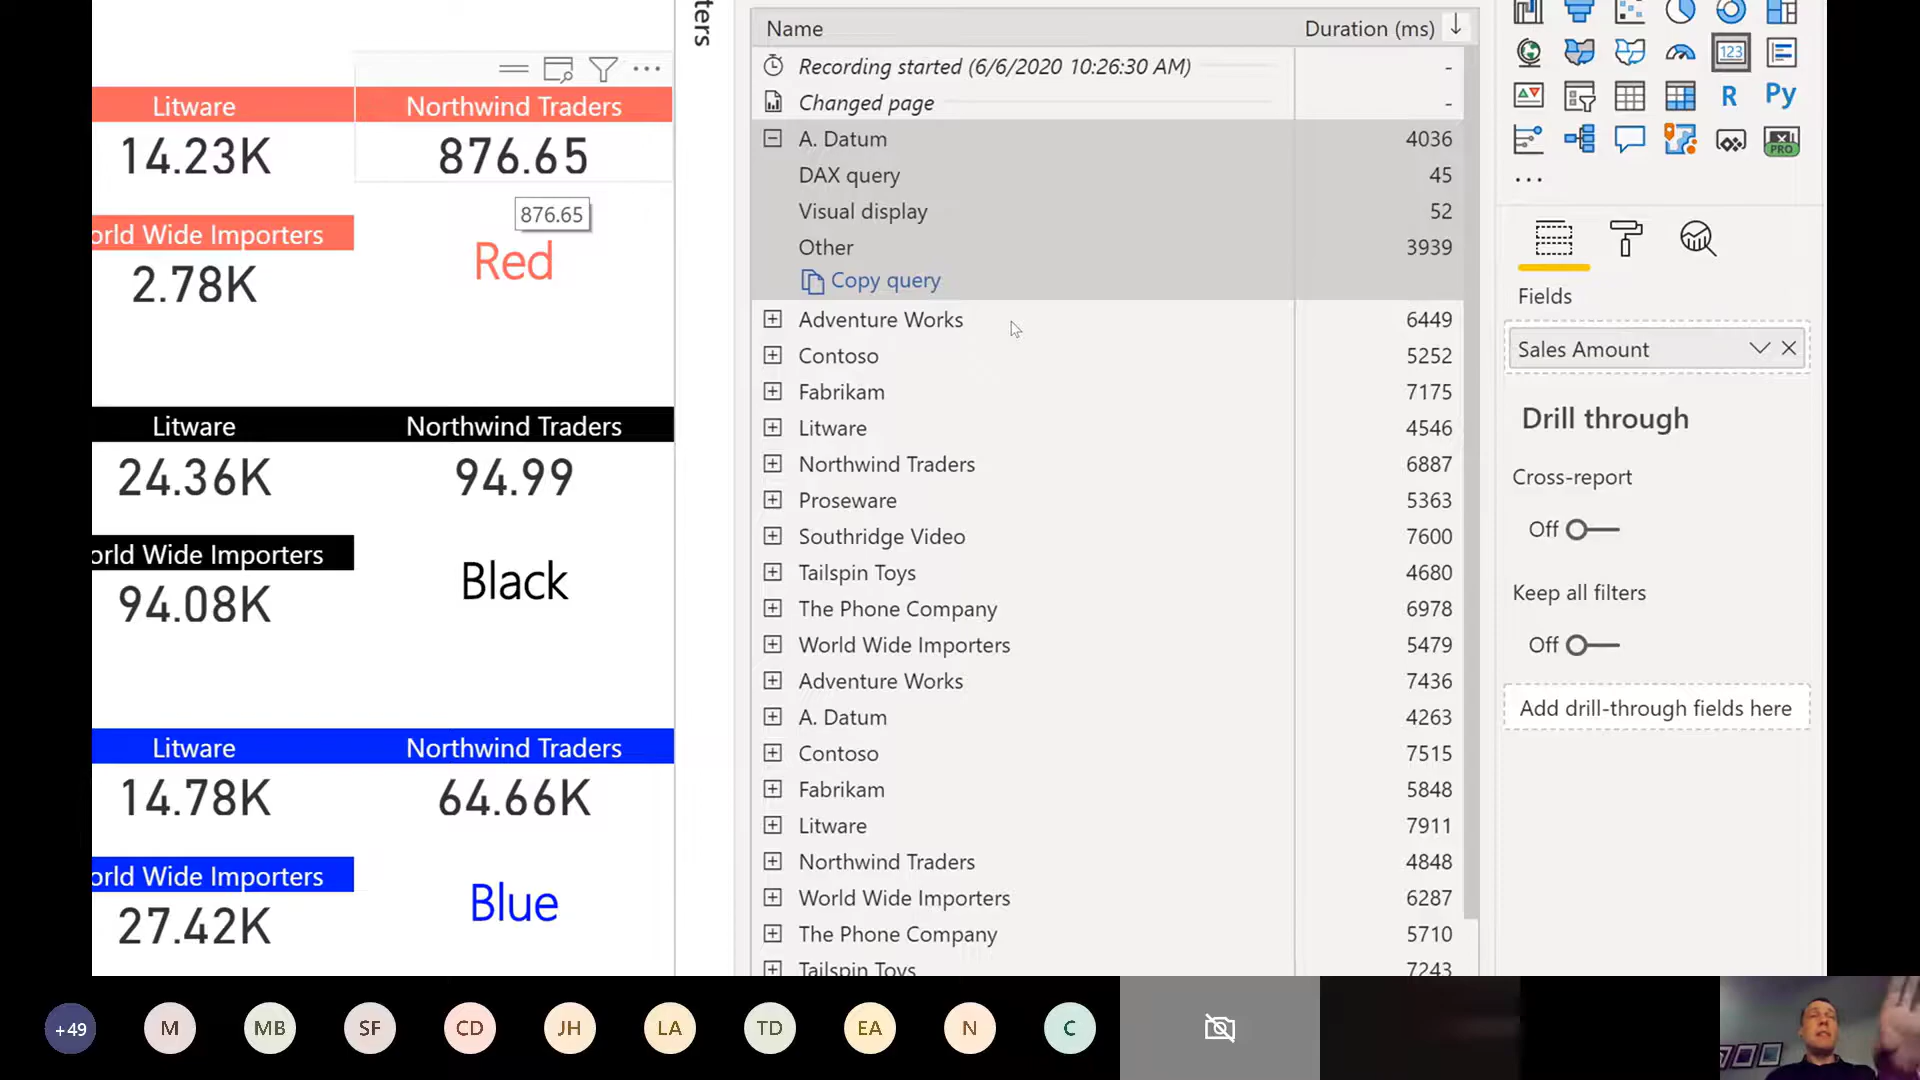 Litware
Northwind Traders
14.23K
876.65
876.65
orld Wide Importers
2.78K
Red
Litware
Northwind Traders
24.36K
94.99
orld Wide Importers
94.08K
Black
Litware
Northwind Traders
14.78K
64.66K
orld Wide Importers
27.42K
Blue
ters
Name Duration (ms)
Recording started (6/6/2020 10:26:30 AM) -
Changed page -
A. Datum 4036
DAX query 45
Visual display 52
Other 3939
Copy query
Adventure Works 6449
Contoso 5252
Fabrikam 7175
Litware 4546
Northwind Traders 6887
Proseware 5363
Southridge Video 7600
Tailspin Toys 4680
The Phone Company 6978
World Wide Importers 5479
Adventure Works 7436
A. Datum 4263
Contoso 7515
Fabrikam 5848
Litware 7911
Northwind Traders 4848
World Wide Importers 6287
The Phone Company 5710
Tailspin Toys 7243
123
R
Py
PRO
Fields
Sales Amount
Drill through
Cross-report
Off
Keep all filters
Off
Add drill-through fields here
+49 M MB SF CD JH LA TD EA N C